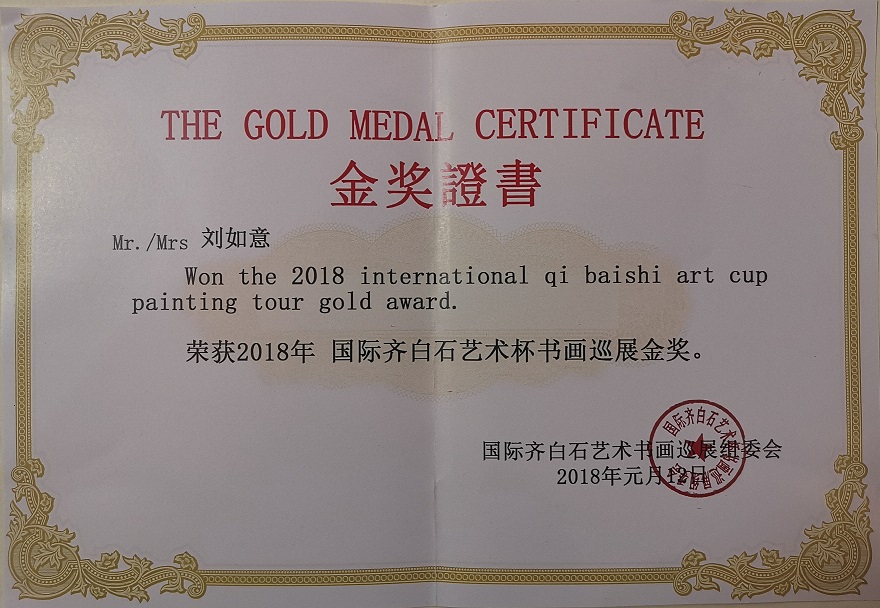 THE GOLD MEDAL CERTIFICATE
金奖證書
Mr./Mrs 刘如意
Won the 2018 international qi baishi art cup
painting tour gold award.
荣获2018年 国际齐白石艺术杯书画巡展金奖。
国际齐白石艺术书画巡展组委会
2018年元月12日